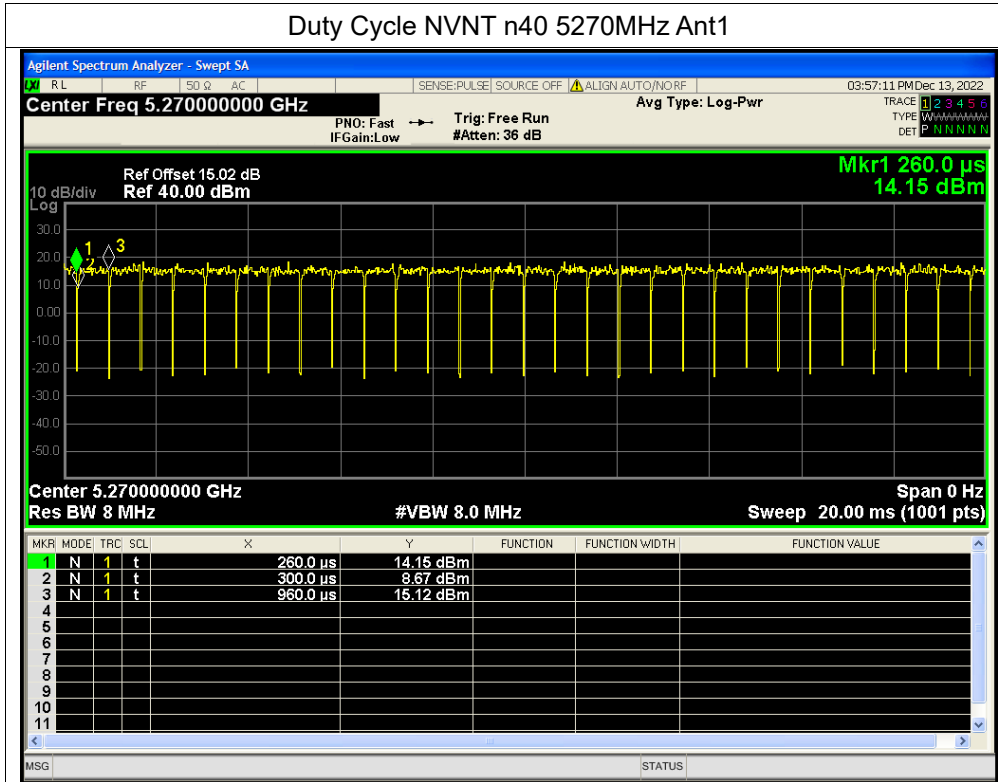 Duty Cycle NVNT n40 5270MHz Ant1
Agilent Spectrum Analyzer - Swept SA
LXI RL RF 50 Ω AC SENSE:PULSE SOURCE OFF ALIGN AUTO/NO RF 03:57:11 PM Dec 13, 2022
Center Freq 5.270000000 GHz Avg Type: Log-Pwr TRACE 1 2 3 4 5 6
PNO: Fast Trig: Free Run TYPE WWWWWW
IFGain:Low #Atten: 36 dB DET P N N N N N
Mkr1 260.0 µs
Ref Offset 15.02 dB
10 dB/div Ref 40.00 dBm 14.15 dBm
Log
30.0
1 3
20.0
2
10.0
0.00
-10.0
-20.0
-30.0
-40.0
-50.0
Center 5.270000000 GHz Span 0 Hz
Res BW 8 MHz #VBW 8.0 MHz Sweep 20.00 ms (1001 pts)
MKR MODE TRC SCL X Y FUNCTION FUNCTION WIDTH FUNCTION VALUE
1 N 1 t 260.0 µs 14.15 dBm
2 N 1 t 300.0 µs 8.67 dBm
3 N 1 t 960.0 µs 15.12 dBm
4
5
6
7
8
9
10
11
MSG STATUS